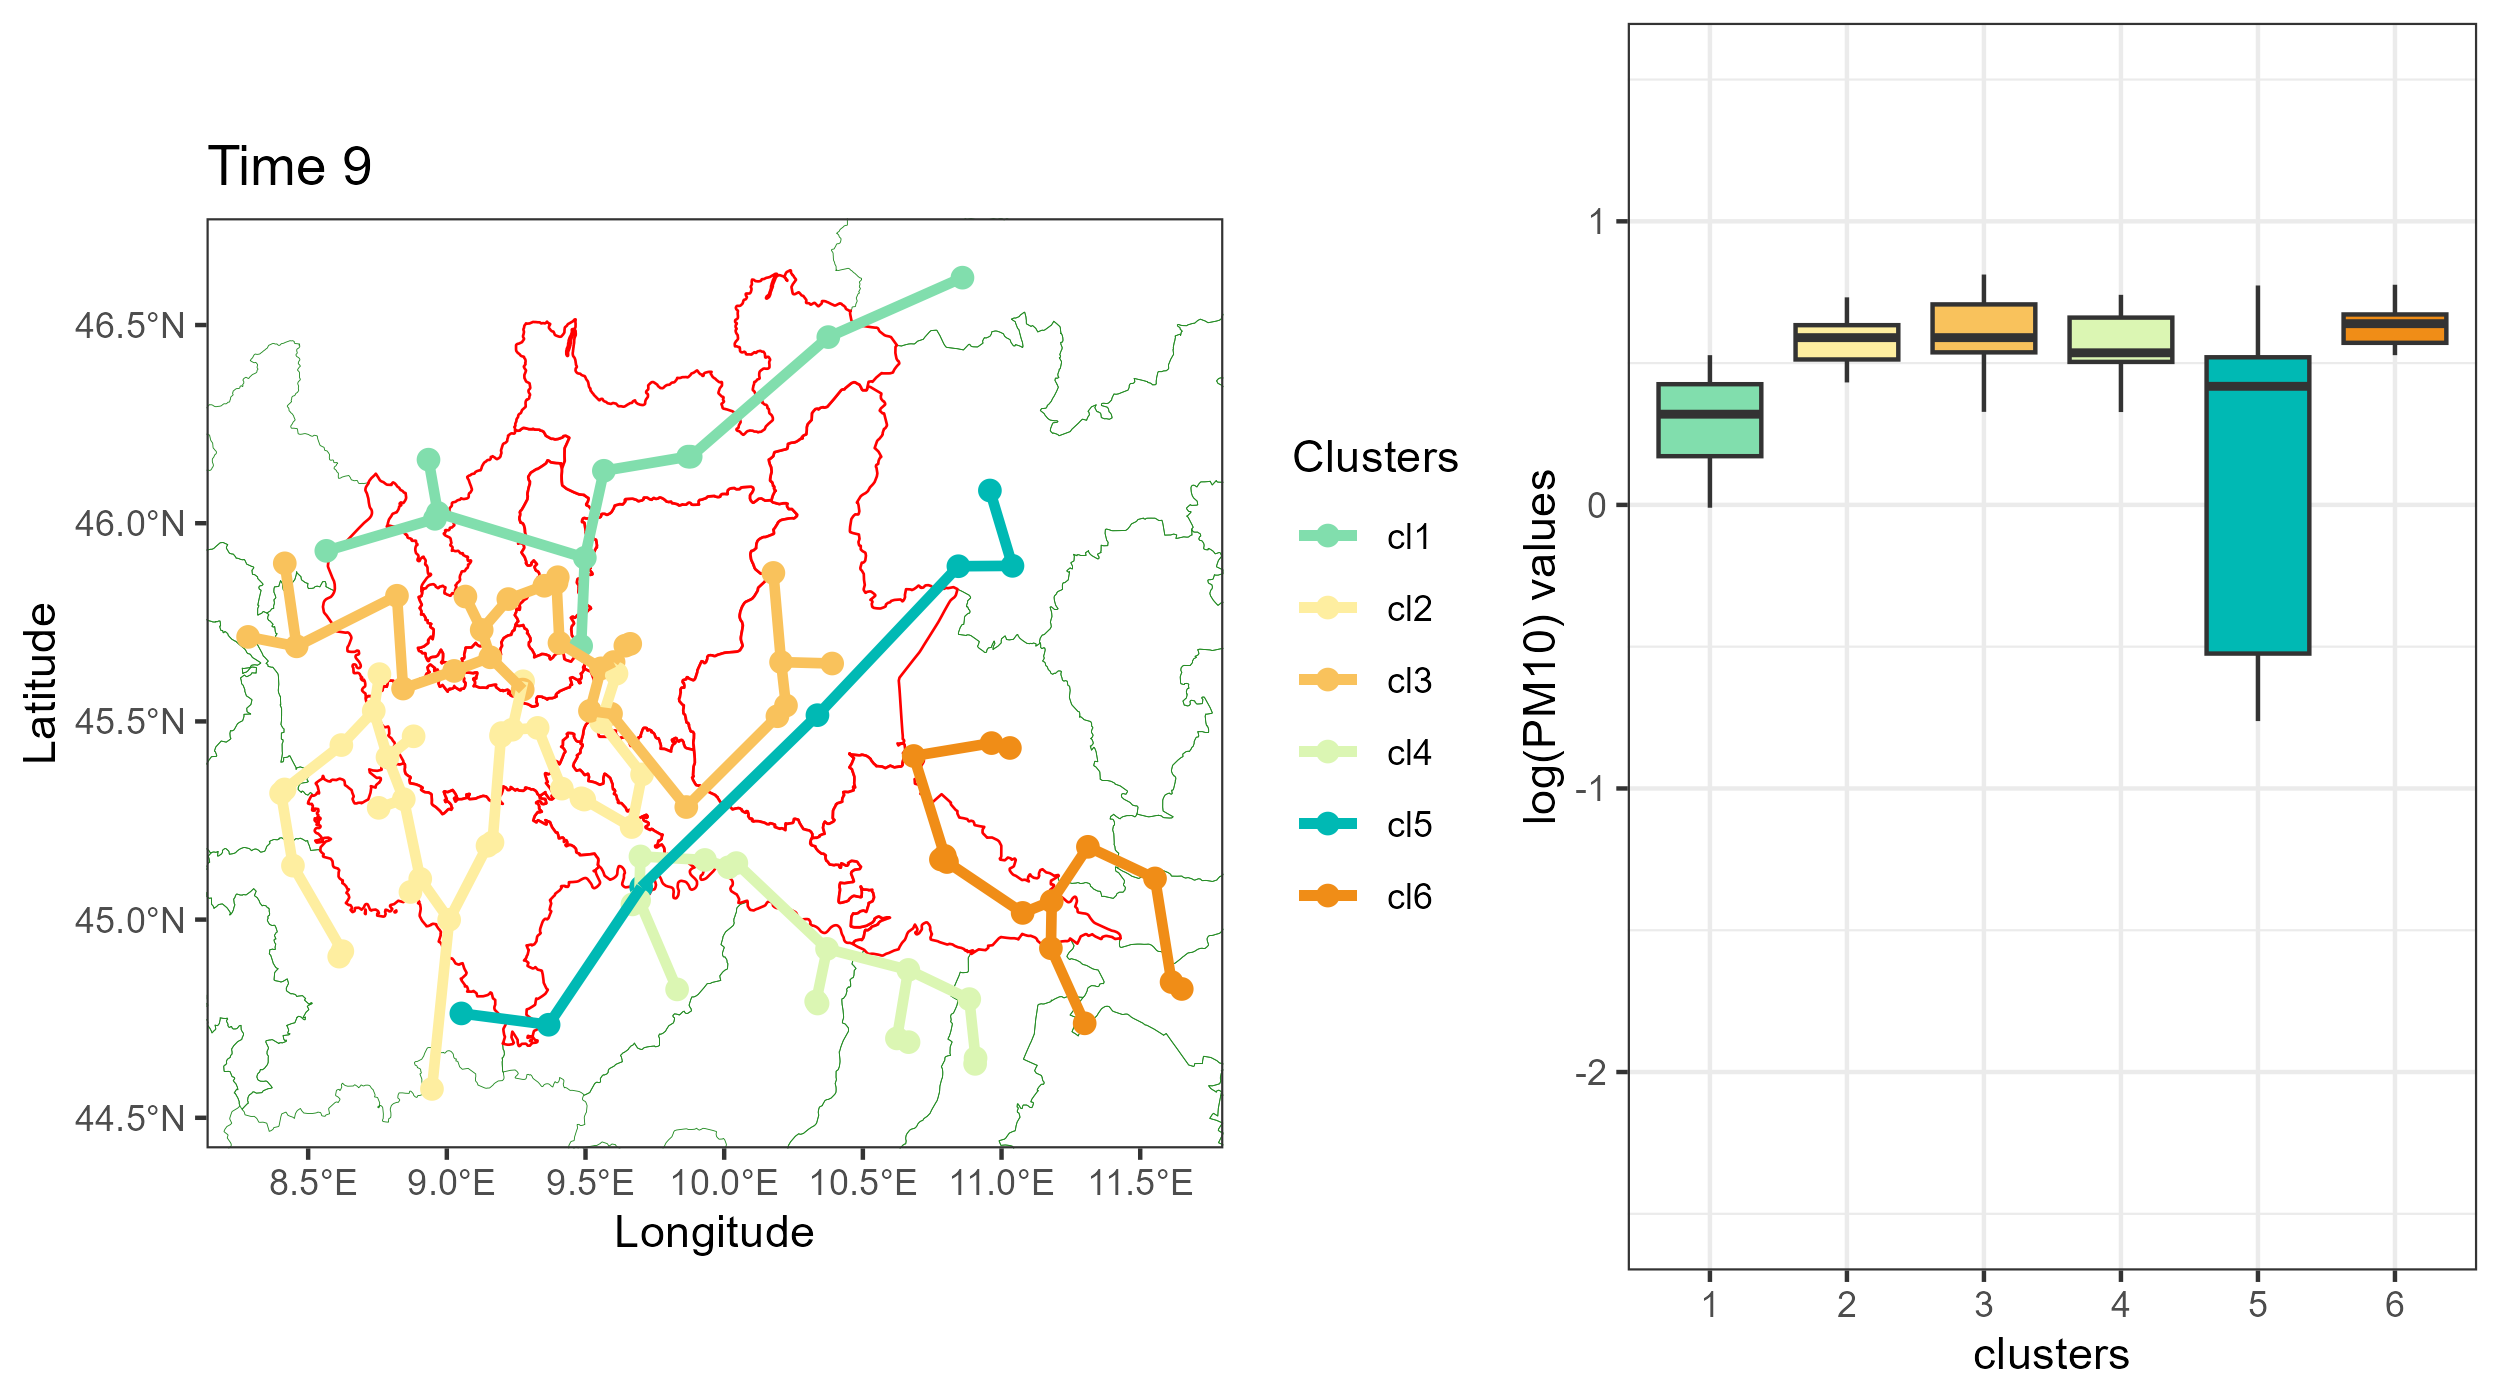 Time 9
Latitude
46.5°N
46.0°N
45.5°N
45.0°N
44.5°N
8.5°E 9.0°E 9.5°E 10.0°E 10.5°E 11.0°E 11.5°E
Longitude
Clusters
cl1
cl2
cl3
cl4
cl5
cl6
log(PM10) values
1
0
-1
-2
1 2 3 4 5 6
clusters